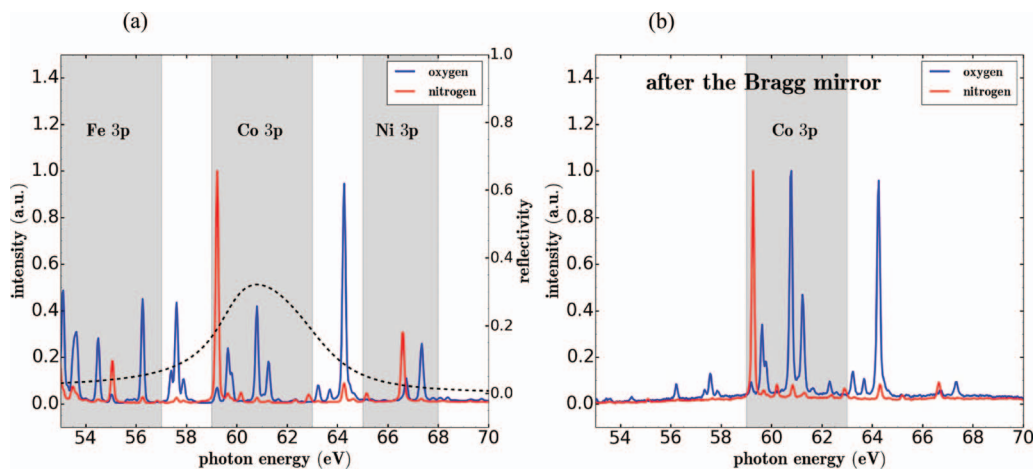 (a)
(b)
Fe 3p
Co 3p
Ni 3p
oxygen
nitrogen
1.4
1.2
1.0
0.8
0.6
0.4
0.2
0.0
intensity (a.u.)
1.0
0.8
0.6
0.4
0.2
0.0
reflectivity
54 56 58 60 62 64 66 68 70
photon energy (eV)
after the Bragg mirror
Co 3p
oxygen
nitrogen
1.4
1.2
1.0
0.8
0.6
0.4
0.2
0.0
intensity (a.u.)
54 56 58 60 62 64 66 68 70
photon energy (eV)